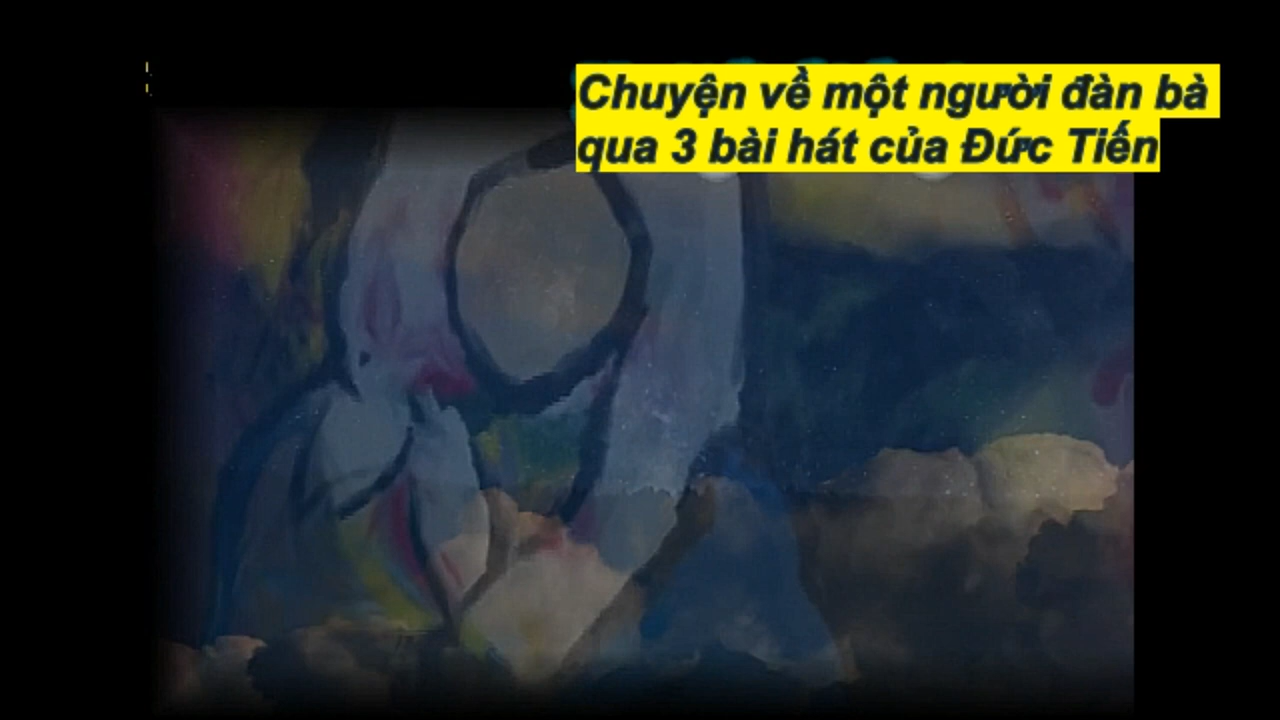 Chuyện về một người đàn bà
qua 3 bài hát của Đức Tiến